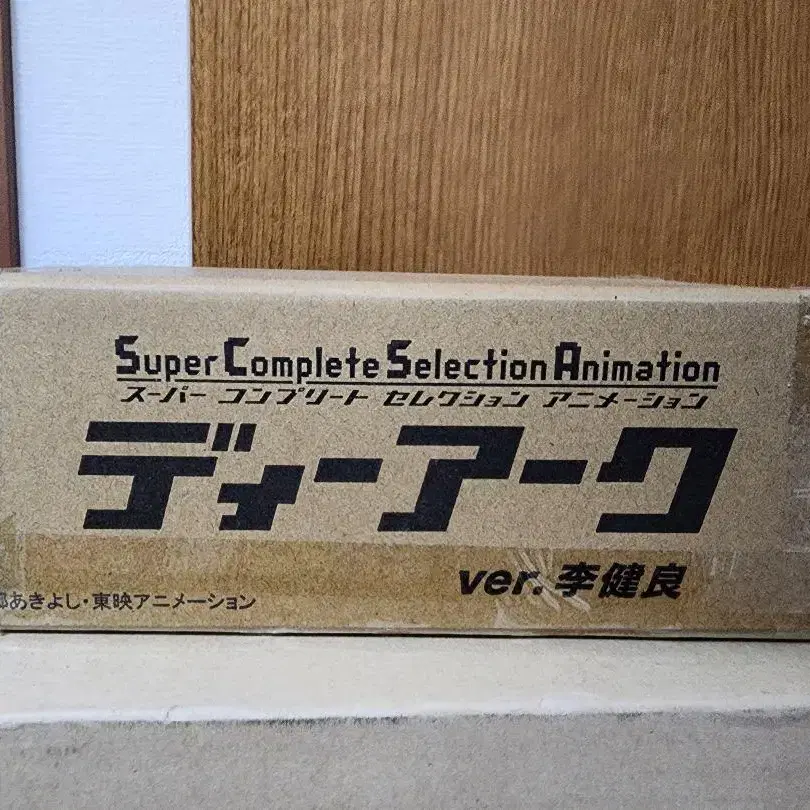 Super Complete Selection Animation
スーパー コンプリート セレクション アニメーション
ディーアーク
ver. 李健良
郷あきよし・東映アニメーション